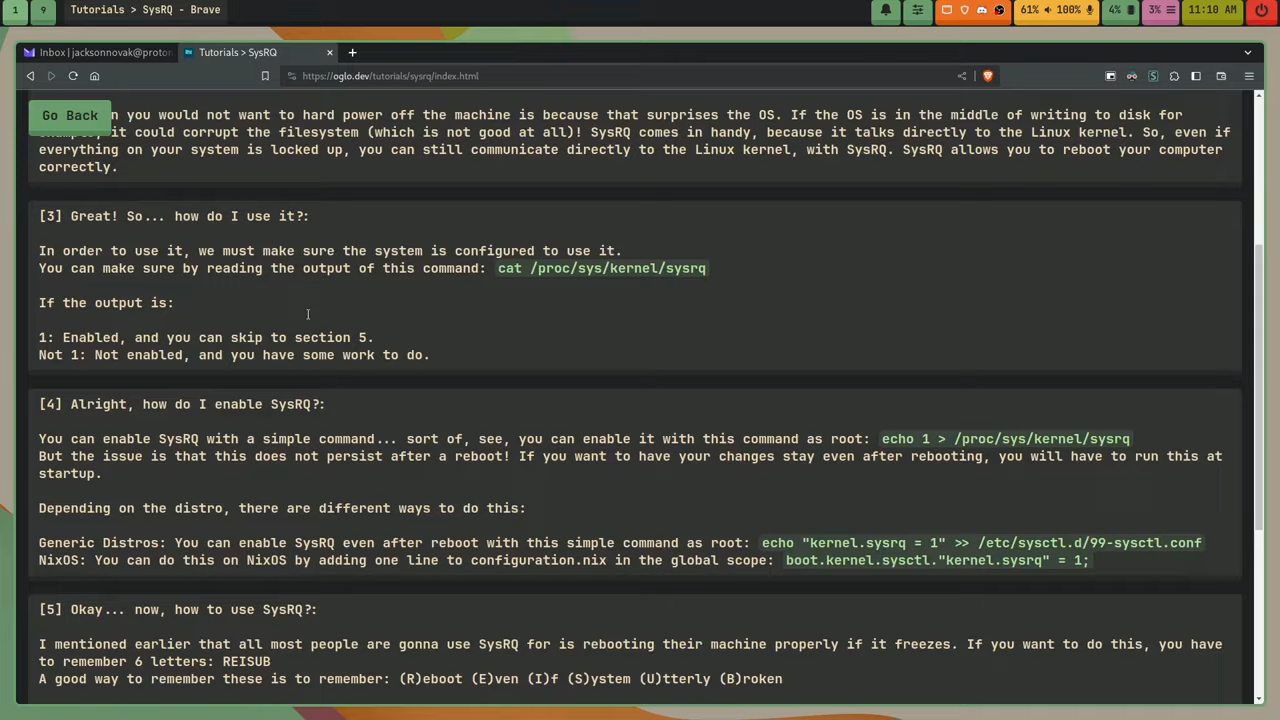 1 9 Tutorials > SysRQ - Brave 61% 100% 4% 3% 11:10 AM
Inbox | jacksonnovak@proton Tutorials > SysRQ
https://oglo.dev/tutorials/sysrq/index.html
Go Back
n you would not want to hard power off the machine is because that surprises the OS. If the OS is in the middle of writing to disk for
it could corrupt the filesystem (which is not good at all)! SysRQ comes in handy, because it talks directly to the Linux kernel. So, even if
everything on your system is locked up, you can still communicate directly to the Linux kernel, with SysRQ. SysRQ allows you to reboot your computer
correctly.
[3] Great! So... how do I use it?:
In order to use it, we must make sure the system is configured to use it.
You can make sure by reading the output of this command: cat /proc/sys/kernel/sysrq
If the output is:
1: Enabled, and you can skip to section 5.
Not 1: Not enabled, and you have some work to do.
[4] Alright, how do I enable SysRQ?:
You can enable SysRQ with a simple command... sort of, see, you can enable it with this command as root: echo 1 > /proc/sys/kernel/sysrq
But the issue is that this does not persist after a reboot! If you want to have your changes stay even after rebooting, you will have to run this at
startup.
Depending on the distro, there are different ways to do this:
Generic Distros: You can enable SysRQ even after reboot with this simple command as root: echo "kernel.sysrq = 1" >> /etc/sysctl.d/99-sysctl.conf
NixOS: You can do this on NixOS by adding one line to configuration.nix in the global scope: boot.kernel.sysctl."kernel.sysrq" = 1;
[5] Okay... now, how to use SysRQ?:
I mentioned earlier that all most people are gonna use SysRQ for is rebooting their machine properly if it freezes. If you want to do this, you have
to remember 6 letters: REISUB
A good way to remember these is to remember: (R)eboot (E)ven (I)f (S)ystem (U)tterly (B)roken